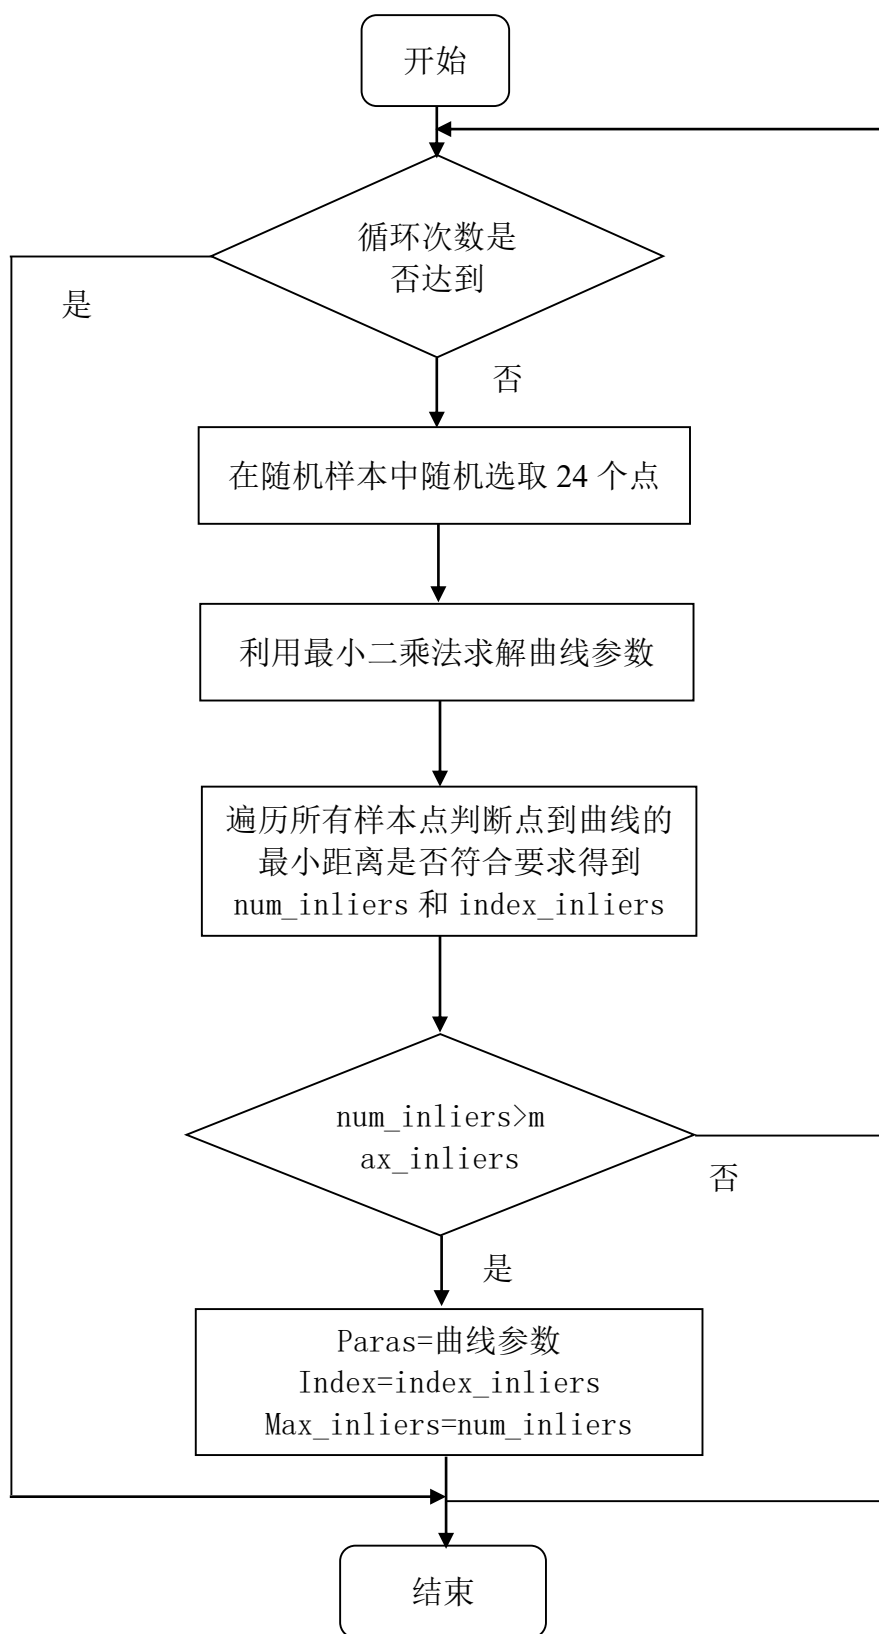 开始
循环次数是
否达到
是
否
在随机样本中随机选取 24 个点
利用最小二乘法求解曲线参数
遍历所有样本点判断点到曲线的
最小距离是否符合要求得到
num_inliers 和 index_inliers
num_inliers>m
ax_inliers
否
是
Paras=曲线参数
Index=index_inliers
Max_inliers=num_inliers
结束